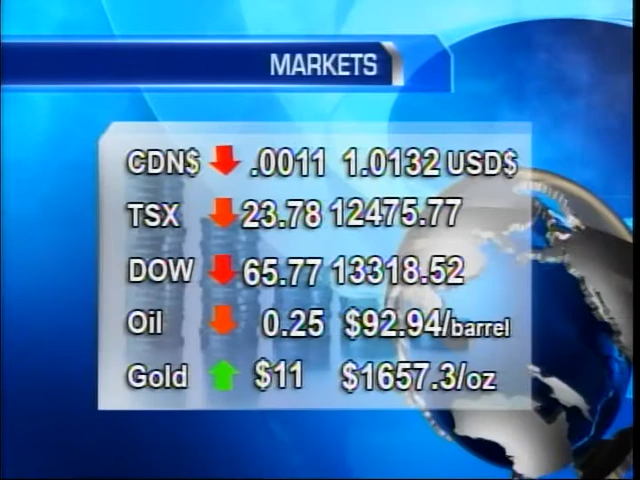 MARKETS
CDN$ .0011 1.0132 USD$
TSX 23.78 12475.77
DOW 65.77 13318.52
Oil 0.25 $92.94/barrel
Gold $11 $1657.3/oz